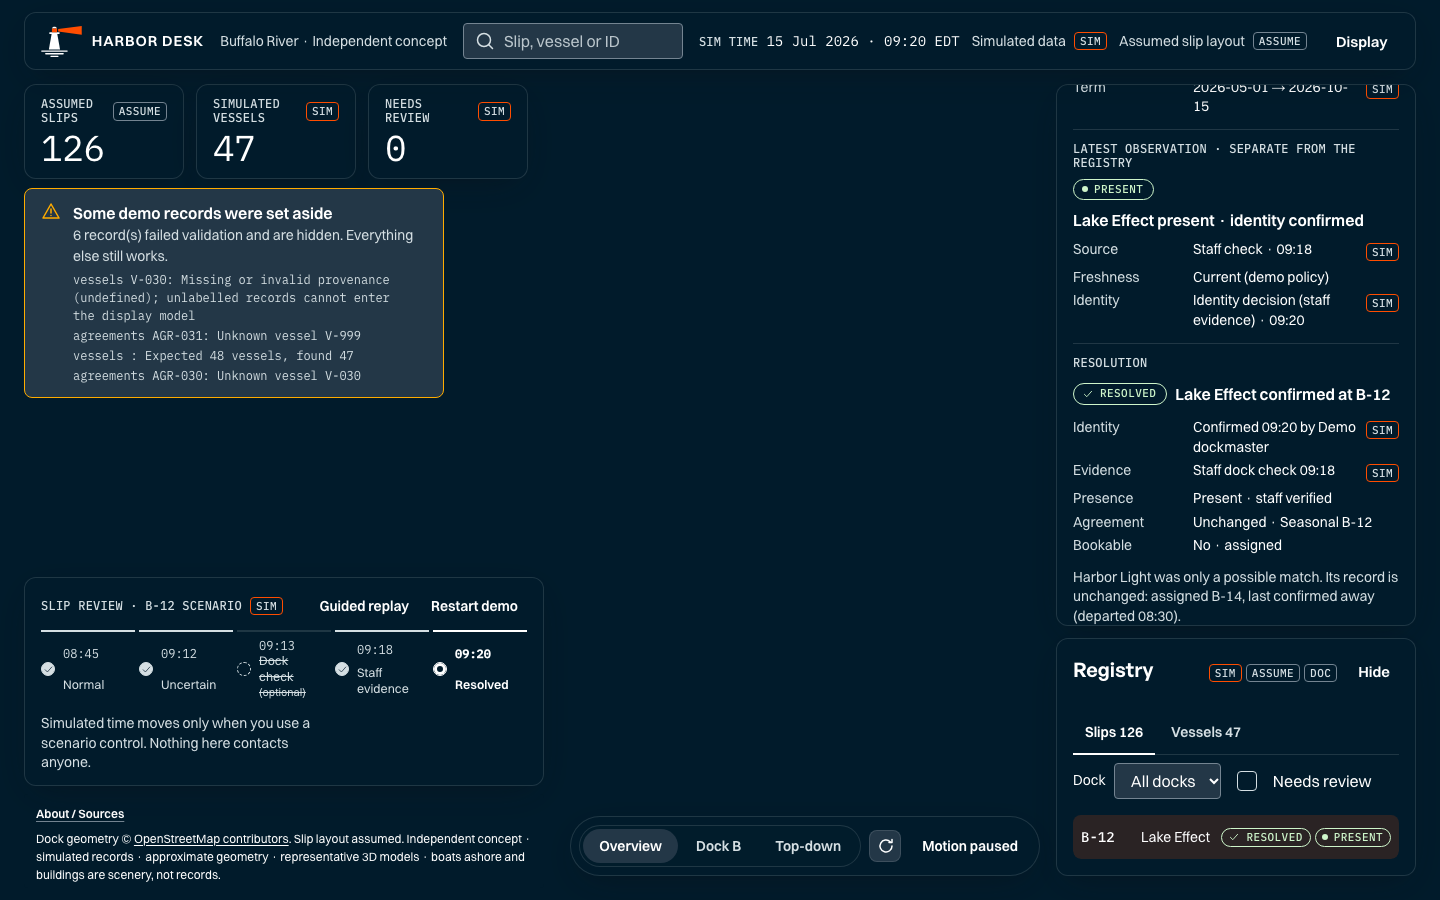 HARBOR DESK
Buffalo River · Independent concept
Slip, vessel or ID
SIM TIME 15 Jul 2026 · 09:20 EDT
Simulated data SIM
Assumed slip layout ASSUME
Display
ASSUMED SLIPS
ASSUME
126
SIMULATED VESSELS
SIM
47
NEEDS REVIEW
SIM
0
Some demo records were set aside
6 record(s) failed validation and are hidden. Everything
else still works.
vessels V-030: Missing or invalid provenance
(undefined); unlabelled records cannot enter
the display model
agreements AGR-031: Unknown vessel V-999
vessels : Expected 48 vessels, found 47
agreements AGR-030: Unknown vessel V-030
SLIP REVIEW · B-12 SCENARIO SIM
Guided replay
Restart demo
08:45
Normal
09:12
Uncertain
09:13
Dock
check
(optional)
09:18
Staff
evidence
09:20
Resolved
Simulated time moves only when you use a
scenario control. Nothing here contacts
anyone.
About / Sources
Dock geometry © OpenStreetMap contributors. Slip layout assumed. Independent concept ·
simulated records · approximate geometry · representative 3D models · boats ashore and
buildings are scenery, not records.
Overview
Dock B
Top-down
Motion paused
Term 2026-05-01 → 2026-10- SIM
15
LATEST OBSERVATION · SEPARATE FROM THE
REGISTRY
PRESENT
Lake Effect present · identity confirmed
Source Staff check · 09:18 SIM
Freshness Current (demo policy)
Identity Identity decision (staff SIM
evidence) · 09:20
RESOLUTION
RESOLVED Lake Effect confirmed at B-12
Identity Confirmed 09:20 by Demo SIM
dockmaster
Evidence Staff dock check 09:18 SIM
Presence Present · staff verified
Agreement Unchanged · Seasonal B-12
Bookable No · assigned
Harbor Light was only a possible match. Its record is
unchanged: assigned B-14, last confirmed away
(departed 08:30).
Registry
SIM ASSUME DOC
Hide
Slips 126
Vessels 47
Dock All docks
Needs review
B-12 Lake Effect RESOLVED PRESENT